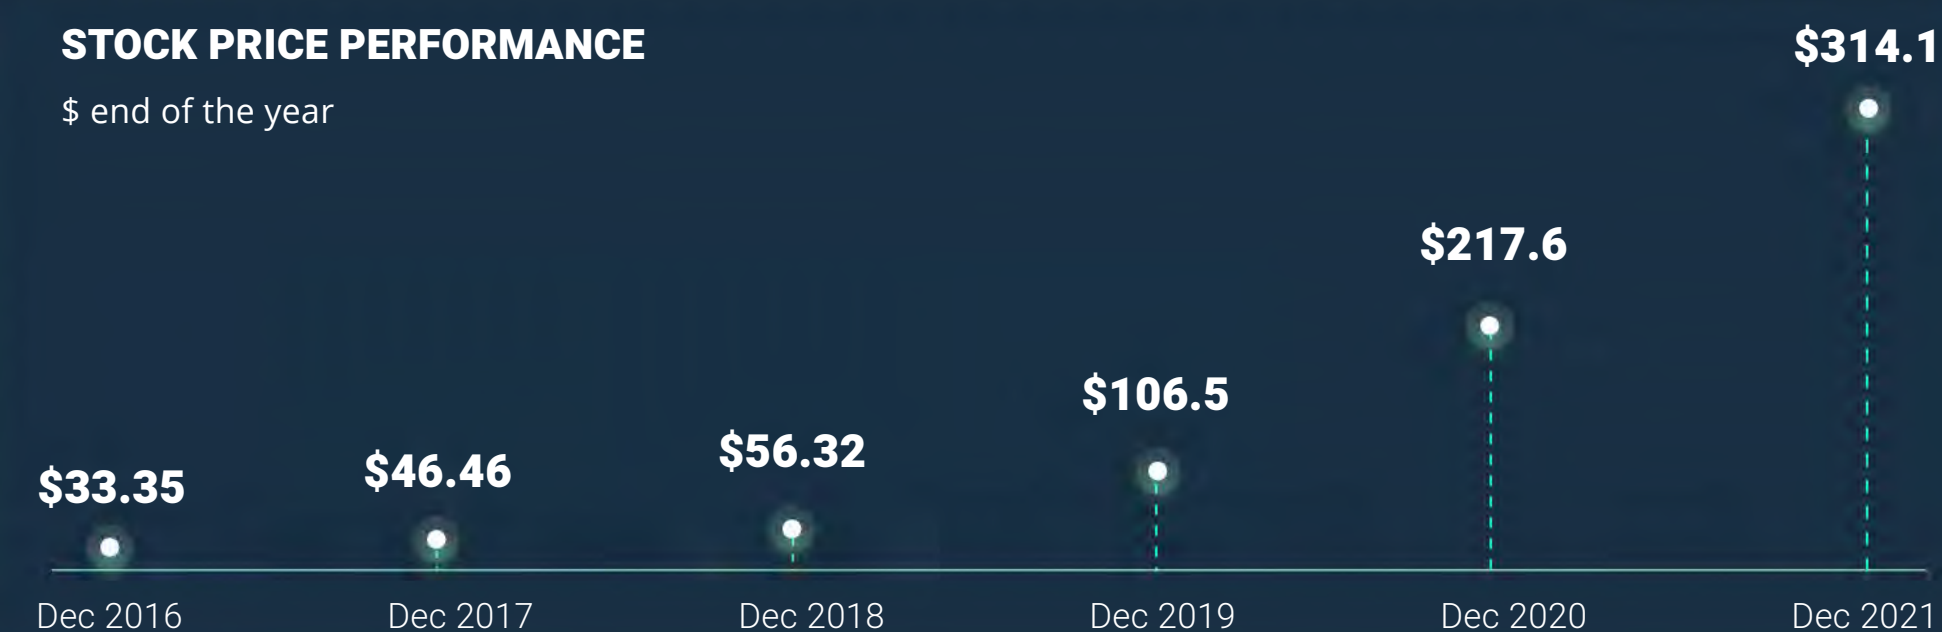 STOCK PRICE PERFORMANCE
$ end of the year
$314.1
$217.6
$106.5
$56.32
$46.46
$33.35
Dec 2016
Dec 2017
Dec 2018
Dec 2019
Dec 2020
Dec 2021